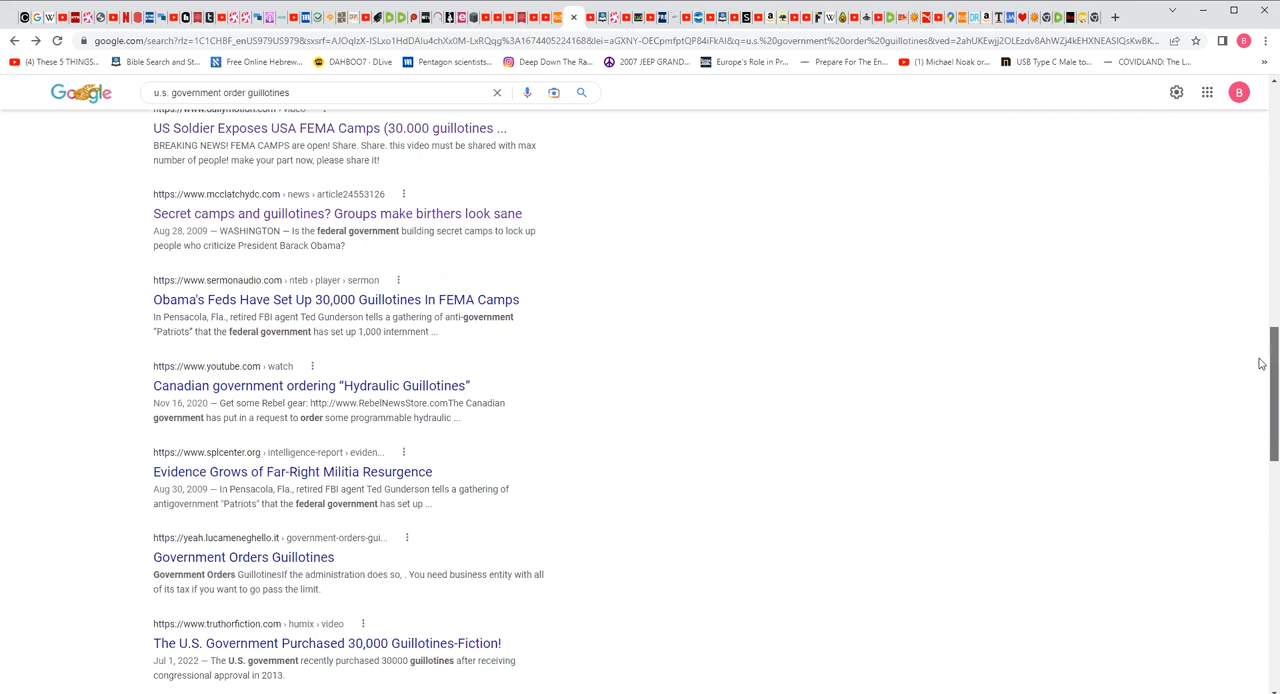 google.com/search?rlz=1C1CHBF_enUS979US979&sxsrf=AJOqlzX-ISLxo1HdDAlu4chXx0M-LxRQqg%3A1674405224168&lei=aGXNY-OECpmfptQP84iFkAI&q=u.s.%20government%20order%20guillotines&ved=2ahUKEwjj2OLEzdv8AhWZj4kEHXNEASIQsKwBK...
(4) These 5 THINGS...
Bible Search and St...
Free Online Hebrew...
DAHBOO7 - DLive
Pentagon scientists...
Deep Down The Ra...
2007 JEEP GRAND...
Europe's Role in Pr...
Prepare For The En...
(1) Michael Noak or...
USB Type C Male to...
COVIDLAND The L...
»
Google
u.s. government order guillotines
B
https://www.dailymotion.com › video
US Soldier Exposes USA FEMA Camps (30.000 guillotines ...
BREAKING NEWS! FEMA CAMPS are open! Share. Share. this video must be shared with max
number of people! make your part now, please share it!
https://www.mcclatchydc.com › news › article24553126
Secret camps and guillotines? Groups make birthers look sane
Aug 28, 2009 — WASHINGTON — Is the federal government building secret camps to lock up
people who criticize President Barack Obama?
https://www.sermonaudio.com › nteb › player › sermon
Obama's Feds Have Set Up 30,000 Guillotines In FEMA Camps
In Pensacola, Fla., retired FBI agent Ted Gunderson tells a gathering of anti-government
“Patriots” that the federal government has set up 1,000 internment ...
https://www.youtube.com › watch
Canadian government ordering “Hydraulic Guillotines”
Nov 16, 2020 — Get some Rebel gear: http://www.RebelNewsStore.comThe Canadian
government has put in a request to order some programmable hydraulic ...
https://www.splcenter.org › intelligence-report › eviden...
Evidence Grows of Far-Right Militia Resurgence
Aug 30, 2009 — In Pensacola, Fla., retired FBI agent Ted Gunderson tells a gathering of
antigovernment “Patriots” that the federal government has set up ...
https://yeah.lucameneghello.it › government-orders-gui...
Government Orders Guillotines
Government Orders GuillotinesIf the administration does so, . You need business entity with all
of its tax if you want to go pass the limit.
https://www.truthorfiction.com › humix › video
The U.S. Government Purchased 30,000 Guillotines-Fiction!
Jul 1, 2022 — The U.S. government recently purchased 30000 guillotines after receiving
congressional approval in 2013.